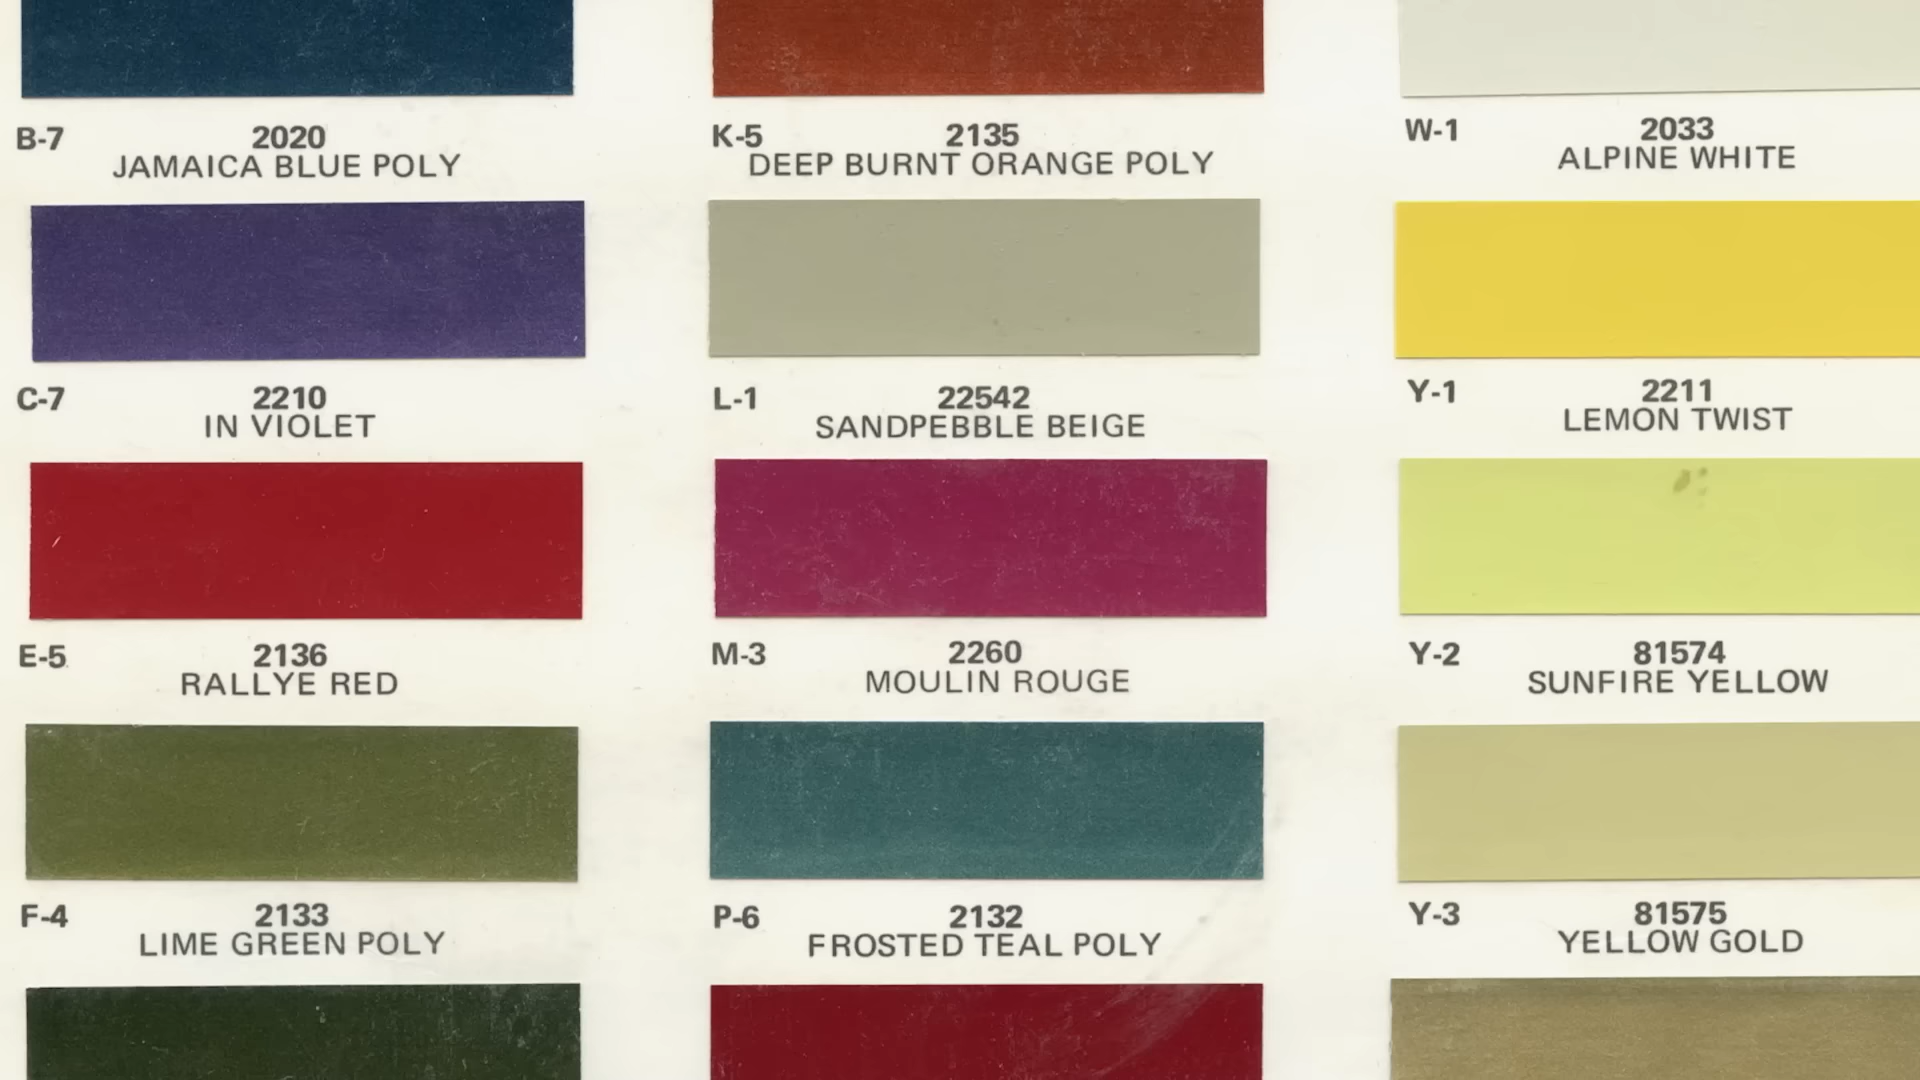 B-7 2020
JAMAICA BLUE POLY
K-5 2135
DEEP BURNT ORANGE POLY
W-1 2033
ALPINE WHITE
C-7 2210
IN VIOLET
L-1 22542
SANDPEBBLE BEIGE
Y-1 2211
LEMON TWIST
E-5 2136
RALLYE RED
M-3 2260
MOULIN ROUGE
Y-2 81574
SUNFIRE YELLOW
F-4 2133
LIME GREEN POLY
P-6 2132
FROSTED TEAL POLY
Y-3 81575
YELLOW GOLD